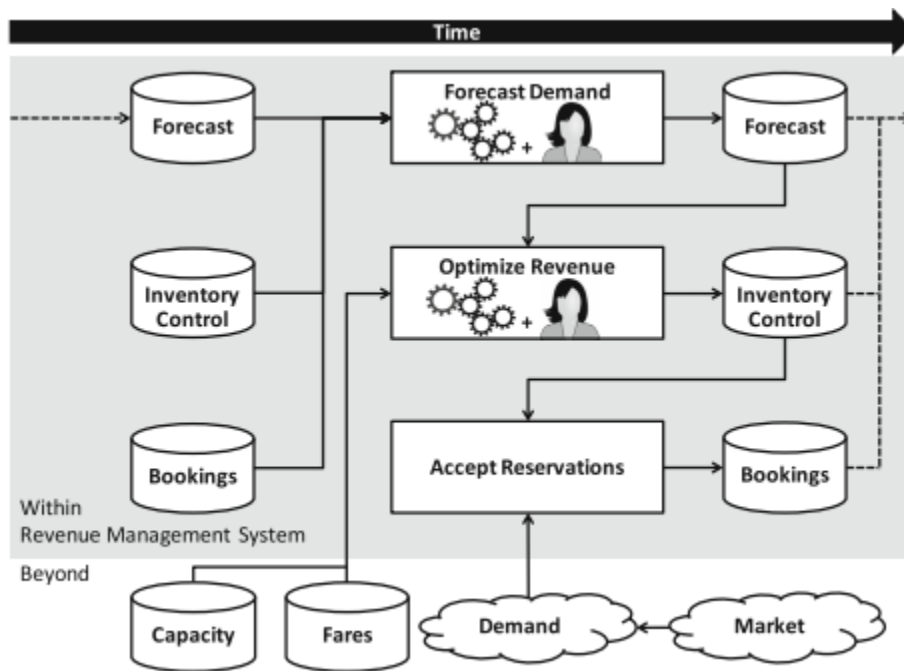 Time
Forecast
Forecast Demand
+
Forecast
Inventory
Control
Optimize Revenue
+
Inventory
Control
Bookings
Accept Reservations
Bookings
Within
Revenue Management System
Beyond
Capacity
Fares
Demand
Market